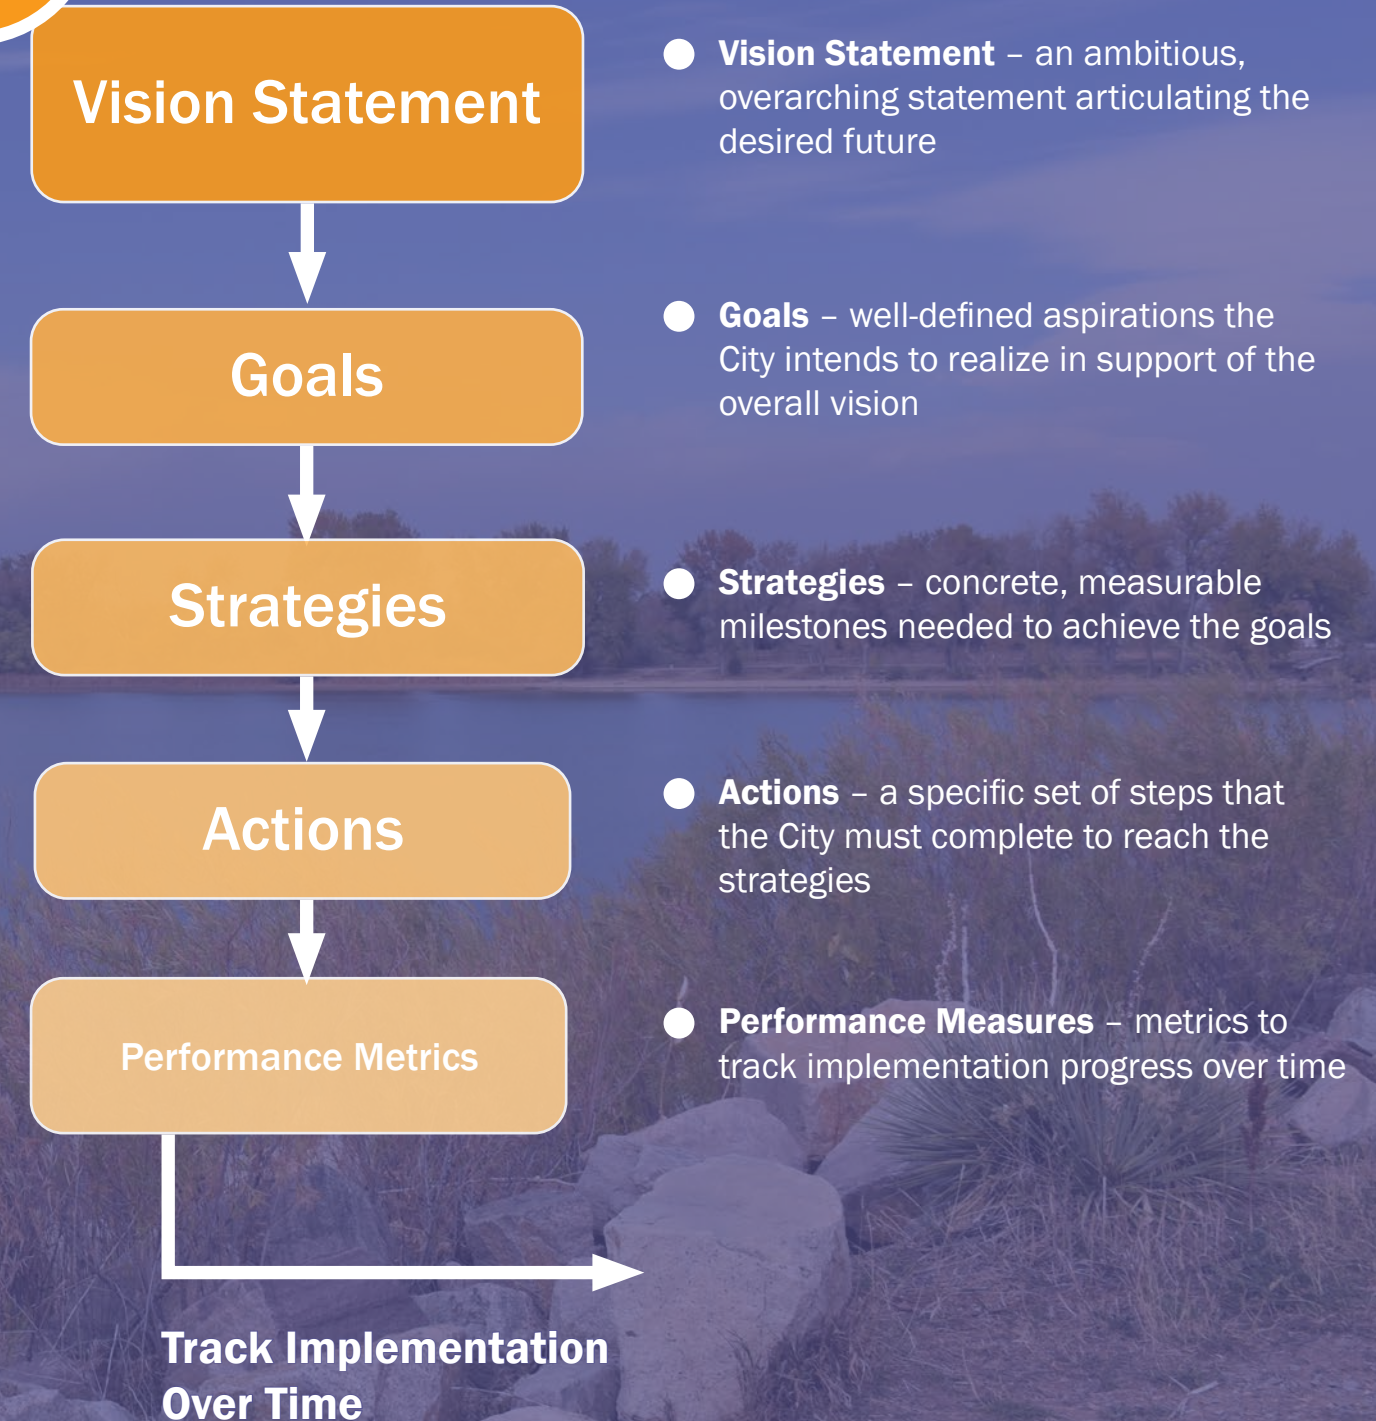 Vision Statement
Vision Statement – an ambitious,
overarching statement articulating the
desired future
Goals
Goals – well-defined aspirations the
City intends to realize in support of the
overall vision
Strategies
Strategies – concrete, measurable
milestones needed to achieve the goals
Actions
Actions – a specific set of steps that
the City must complete to reach the
strategies
Performance Metrics
Performance Measures – metrics to
track implementation progress over time
Track Implementation
Over Time